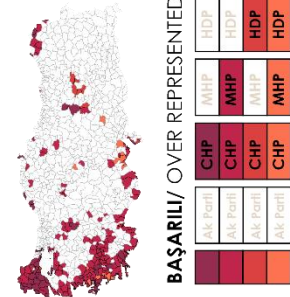 BAŞARILI/ OVER REPRESENTED
HDP HDP HDP HDP
MHP MHP MHP MHP
CHP CHP CHP CHP
Ak Parti Ak Parti Ak Parti Ak Parti